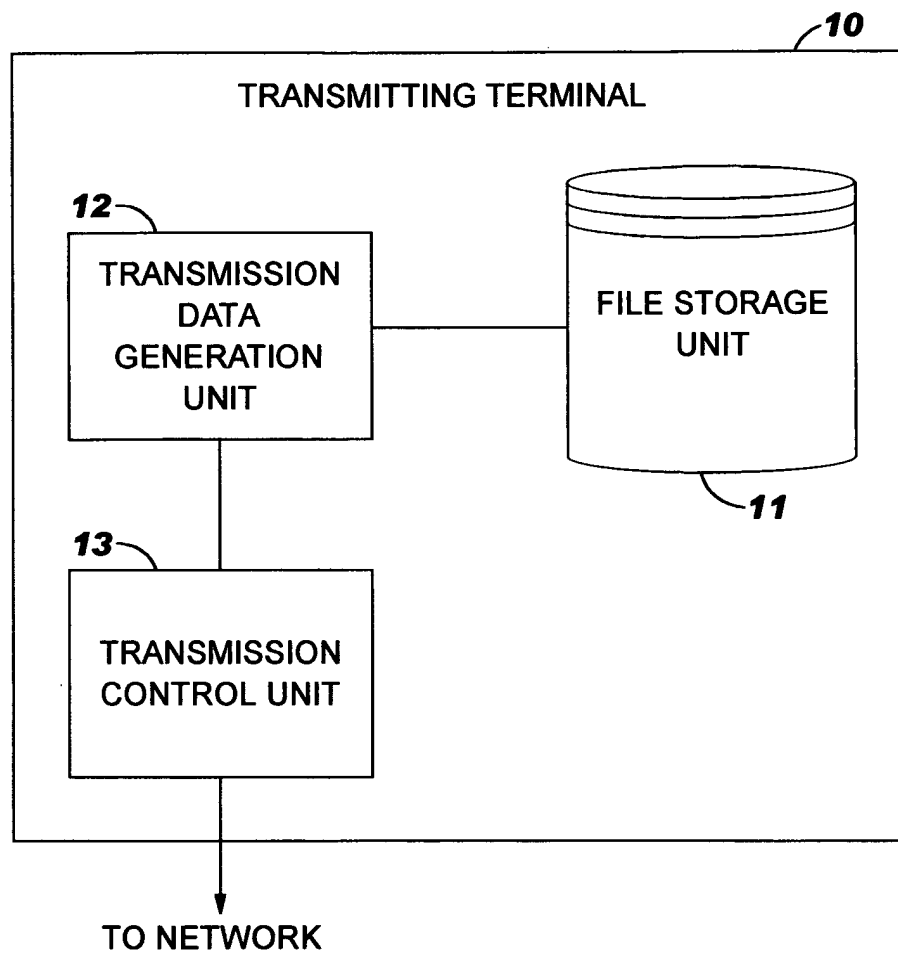 10
TRANSMITTING TERMINAL
12
TRANSMISSION
DATA
GENERATION
UNIT
FILE STORAGE
UNIT
11
13
TRANSMISSION
CONTROL UNIT
TO NETWORK